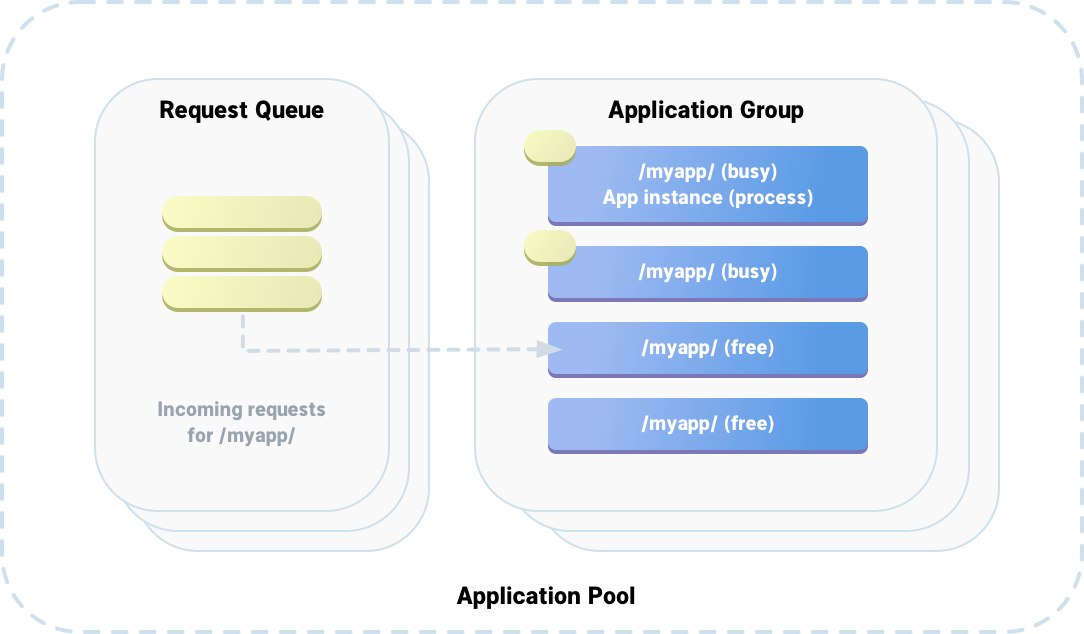 Request Queue
Incoming requests
for /myapp/
Application Group
/myapp/ (busy)
App instance (process)
/myapp/ (busy)
/myapp/ (free)
/myapp/ (free)
Application Pool